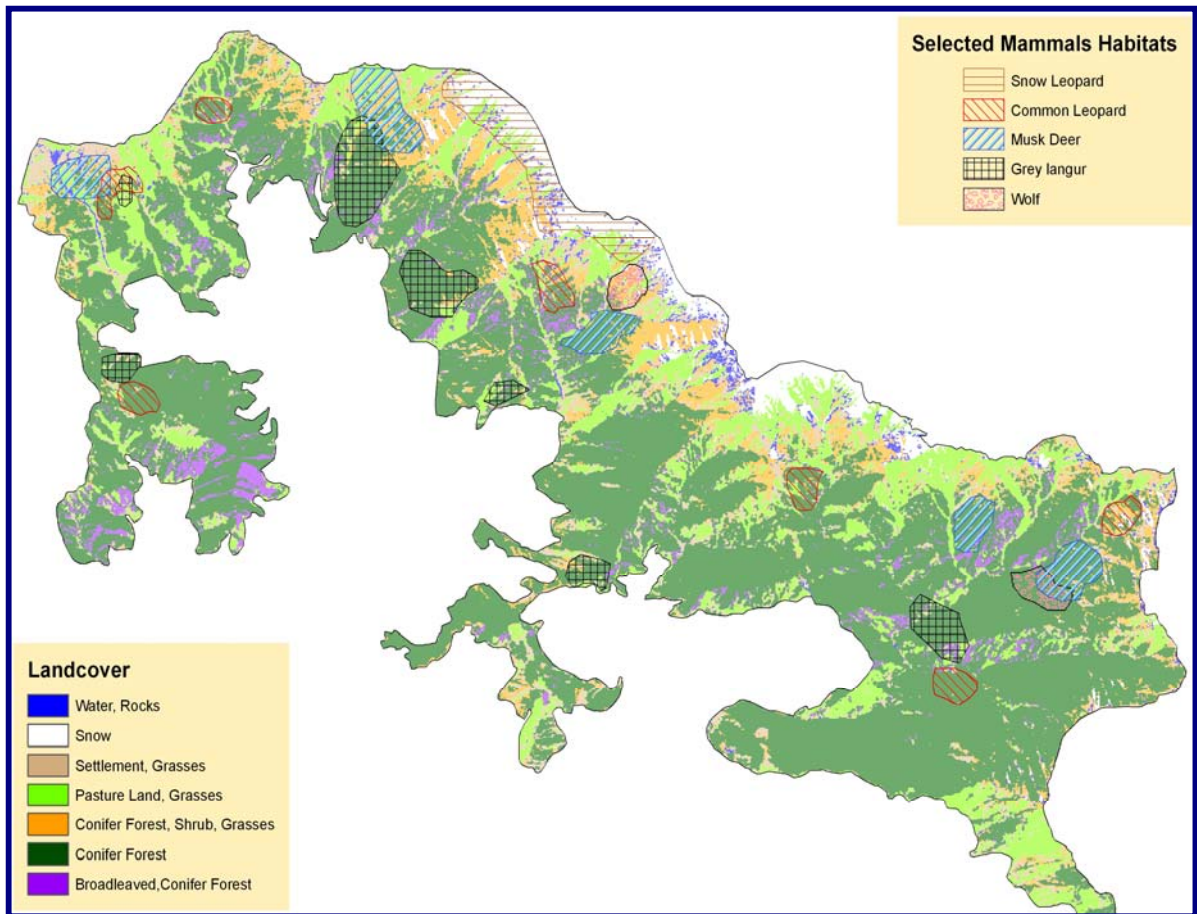 Selected Mammals Habitats
Snow Leopard
Common Leopard
Musk Deer
Grey langur
Wolf
Landcover
Water, Rocks
Snow
Settlement, Grasses
Pasture Land, Grasses
Conifer Forest, Shrub, Grasses
Conifer Forest
Broadleaved,Conifer Forest